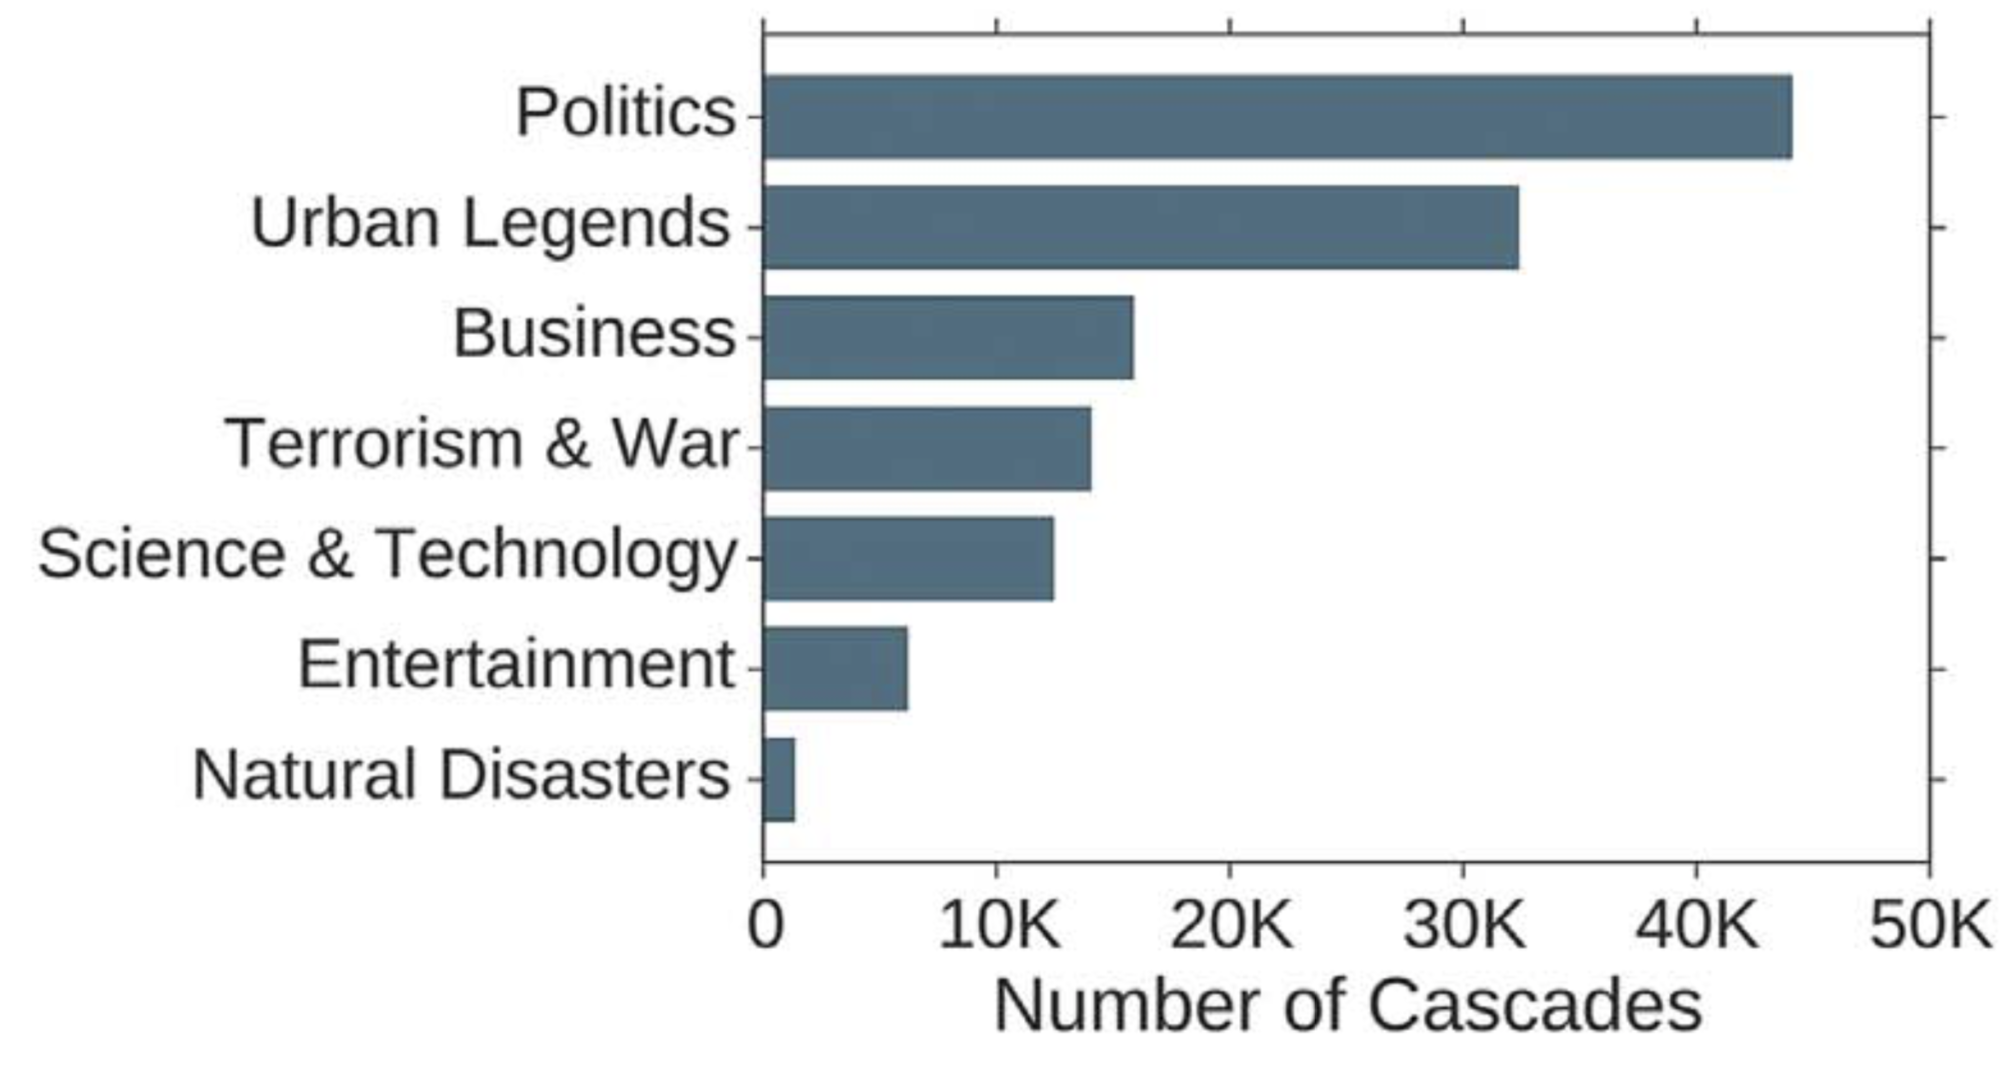 Politics
Urban Legends
Business
Terrorism & War
Science & Technology
Entertainment
Natural Disasters
0 10K 20K 30K 40K 50K
Number of Cascades